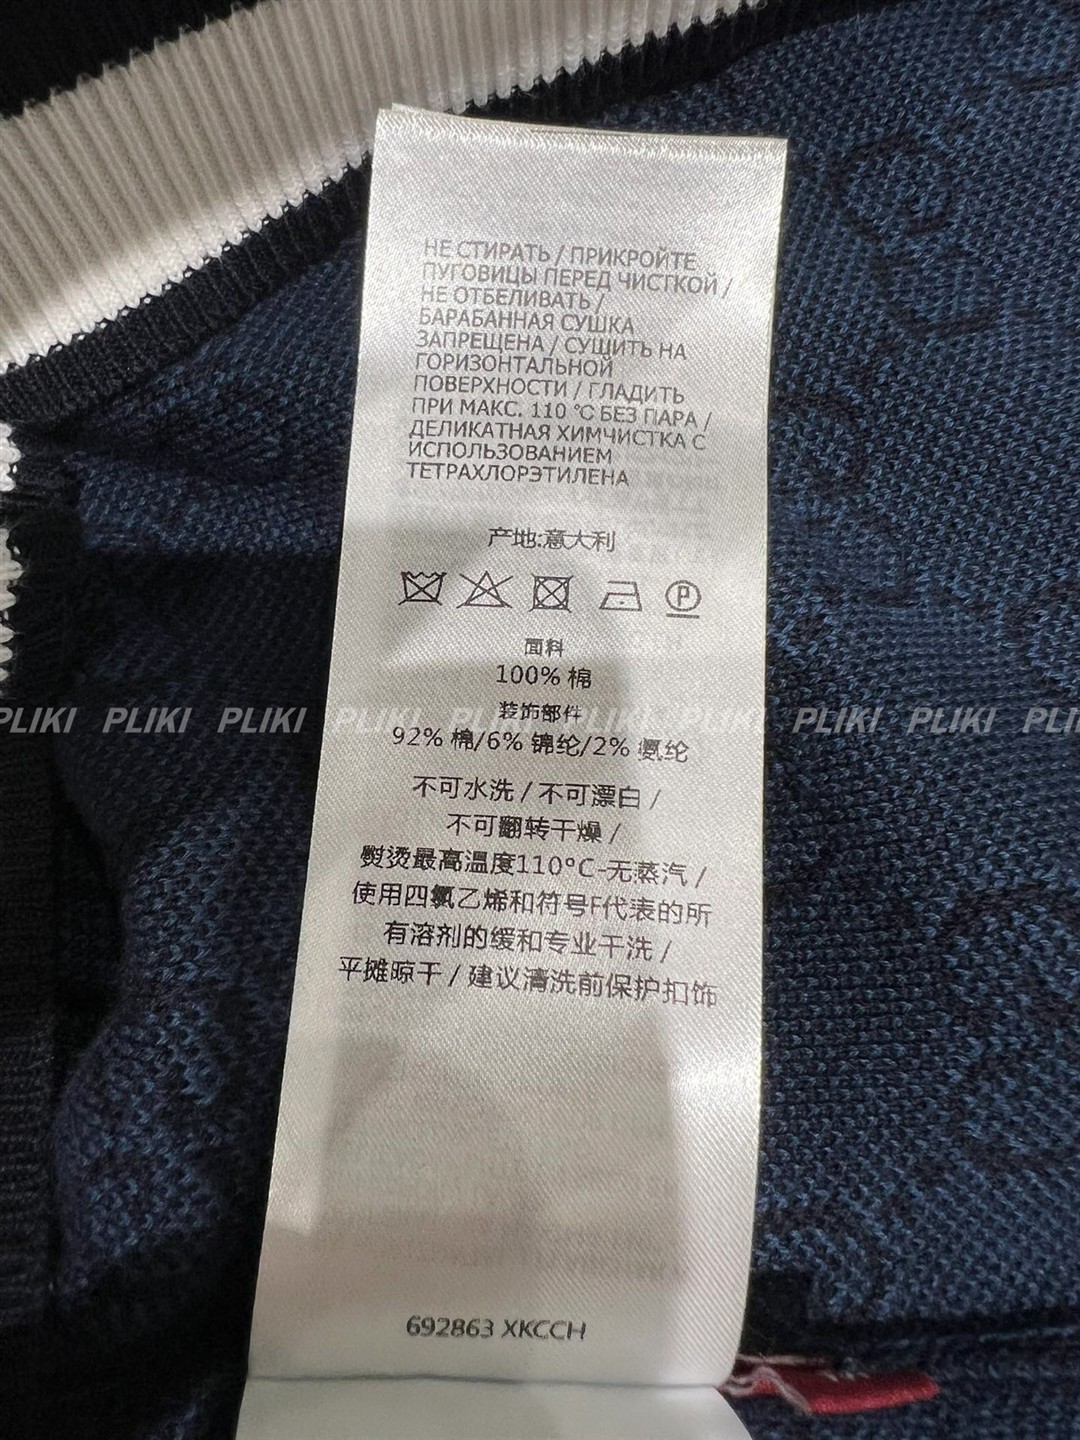 НЕ СТИРАТЬ / ПРИКРОЙТЕ
ПУГОВИЦЫ ПЕРЕД ЧИСТКОЙ /
НЕ ОТБЕЛИВАТЬ /
БАРАБАННАЯ СУШКА
ЗАПРЕЩЕНА / СУЩИТЬ НА
ГОРИЗОНТАЛЬНОЙ
ПОВЕРХНОСТИ / ГЛАДИТЬ
ПРИ МАКС. 110 °C БЕЗ ПАРА /
ДЕЛИКАТНАЯ ХИМЧИСТКА С
ИСПОЛЬЗОВАНИЕМ
ТЕТРАХЛОРЭТИЛЕНА
产地:意大利
P
面料
100% 棉
装饰部件
PLIKI PLIKI PLIKI PLIKI PLIKI PLIKI PLIKI PLIKI PLIKI PLI
92% 棉/6% 锦纶/2% 氨纶
不可水洗 / 不可漂白 /
不可翻转干燥 /
熨烫最高温度110°C-无蒸汽 /
使用四氯乙烯和符号F代表的所
有溶剂的缓和专业干洗 /
平摊晾干 / 建议清洗前保护扣饰
692863 XKCCH